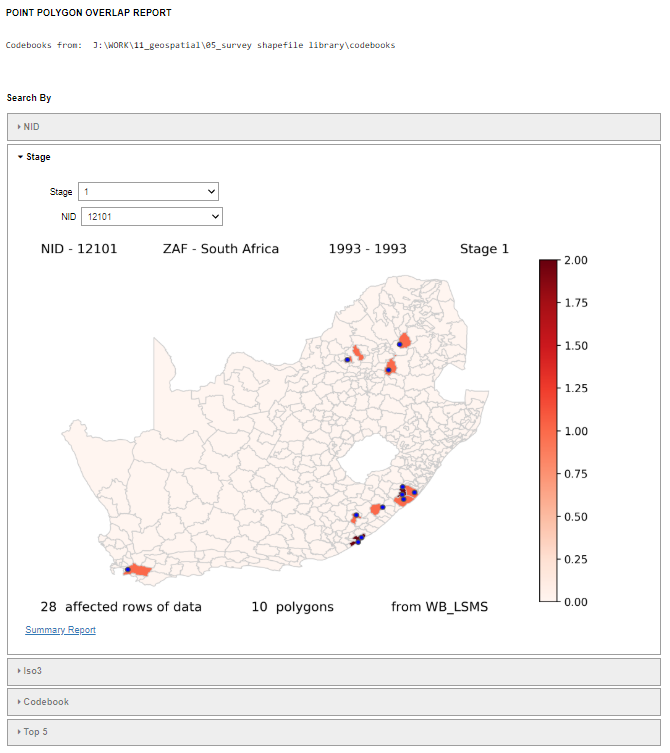 POINT POLYGON OVERLAP REPORT
Codebooks from:  J:\WORK\11_geospatial\05_survey shapefile library\codebooks
Search By
NID
Stage
Stage 1
NID 12101
NID - 12101 ZAF - South Africa 1993 - 1993 Stage 1
2.00
1.75
1.50
1.25
1.00
0.75
0.50
0.25
0.00
28 affected rows of data 10 polygons from WB_LSMS
Summary Report
Iso3
Codebook
Top 5